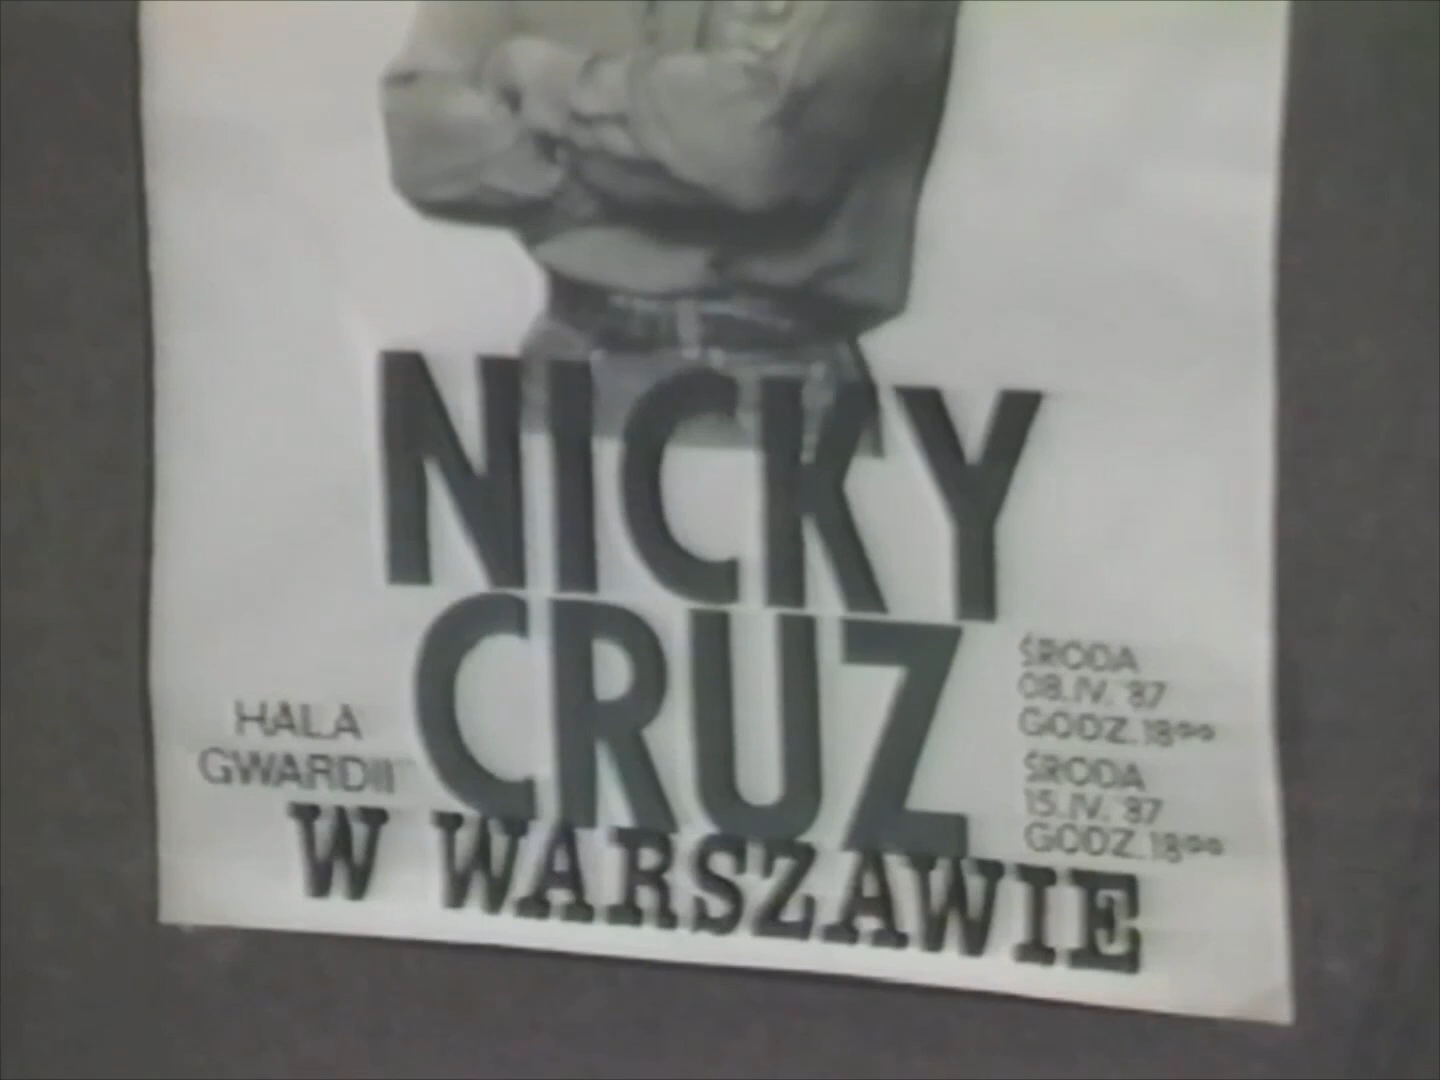 NICKY
CRUZ
HALA
GWARDII
ŚRODA
08.IV.'87
GODZ.18⁰⁰
ŚRODA
15.IV.'87
GODZ.18⁰⁰
W WARSZAWIE